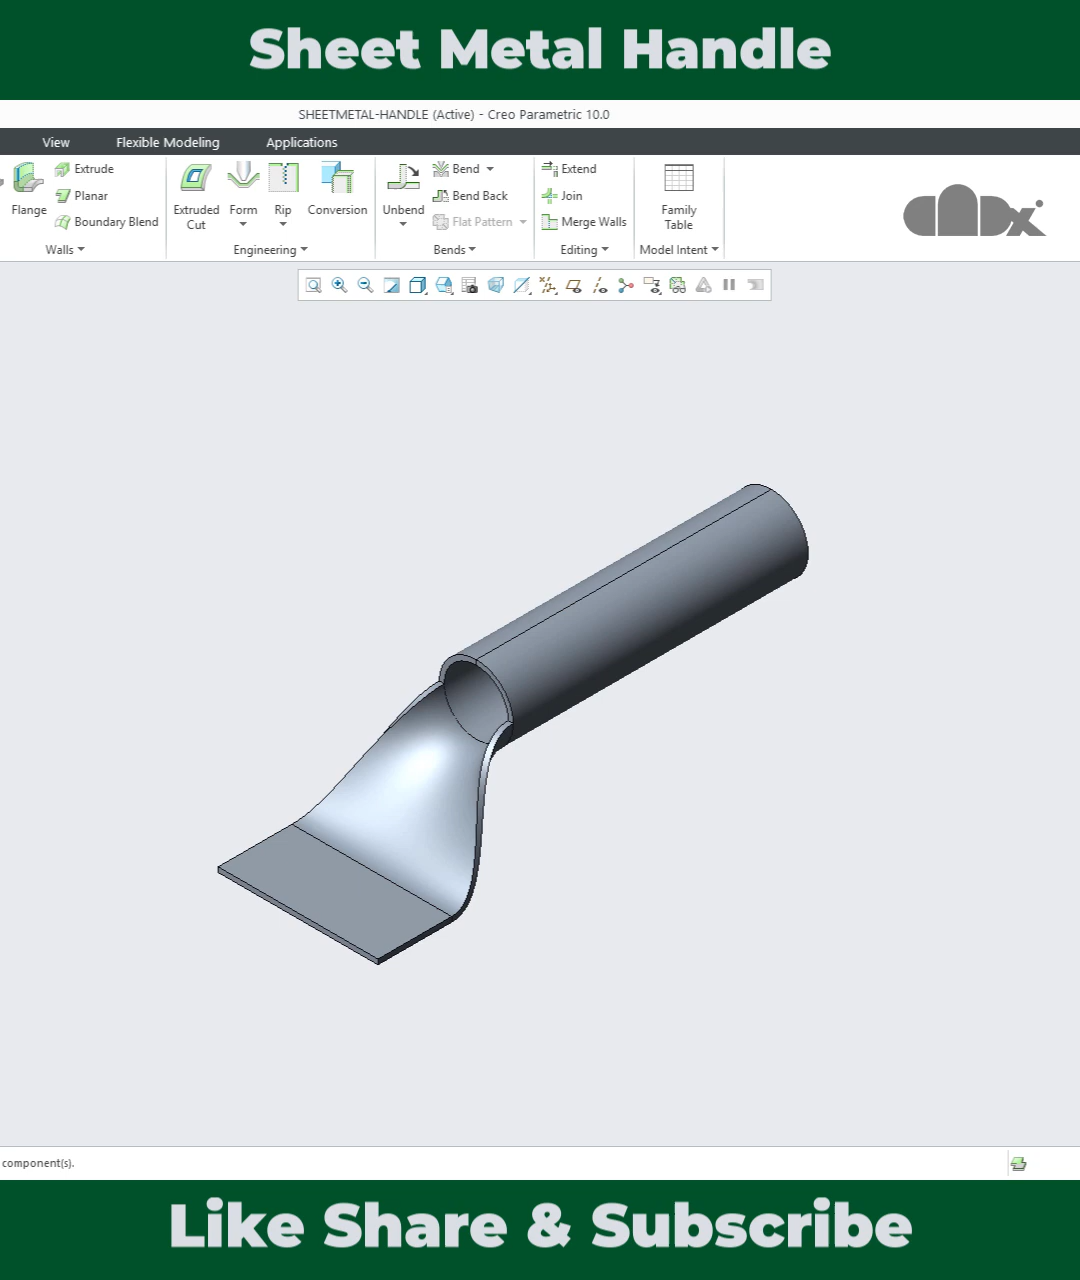 Sheet Metal Handle
SHEETMETAL-HANDLE (Active) - Creo Parametric 10.0
View Flexible Modeling Applications
Flange
Extrude
Planar
Boundary Blend
Walls
Extruded Cut
Form
Rip
Conversion
Engineering
Unbend
Bend
Bend Back
Flat Pattern
Bends
Extend
Join
Merge Walls
Editing
Family Table
Model Intent
CADx
component(s).
Like Share & Subscribe